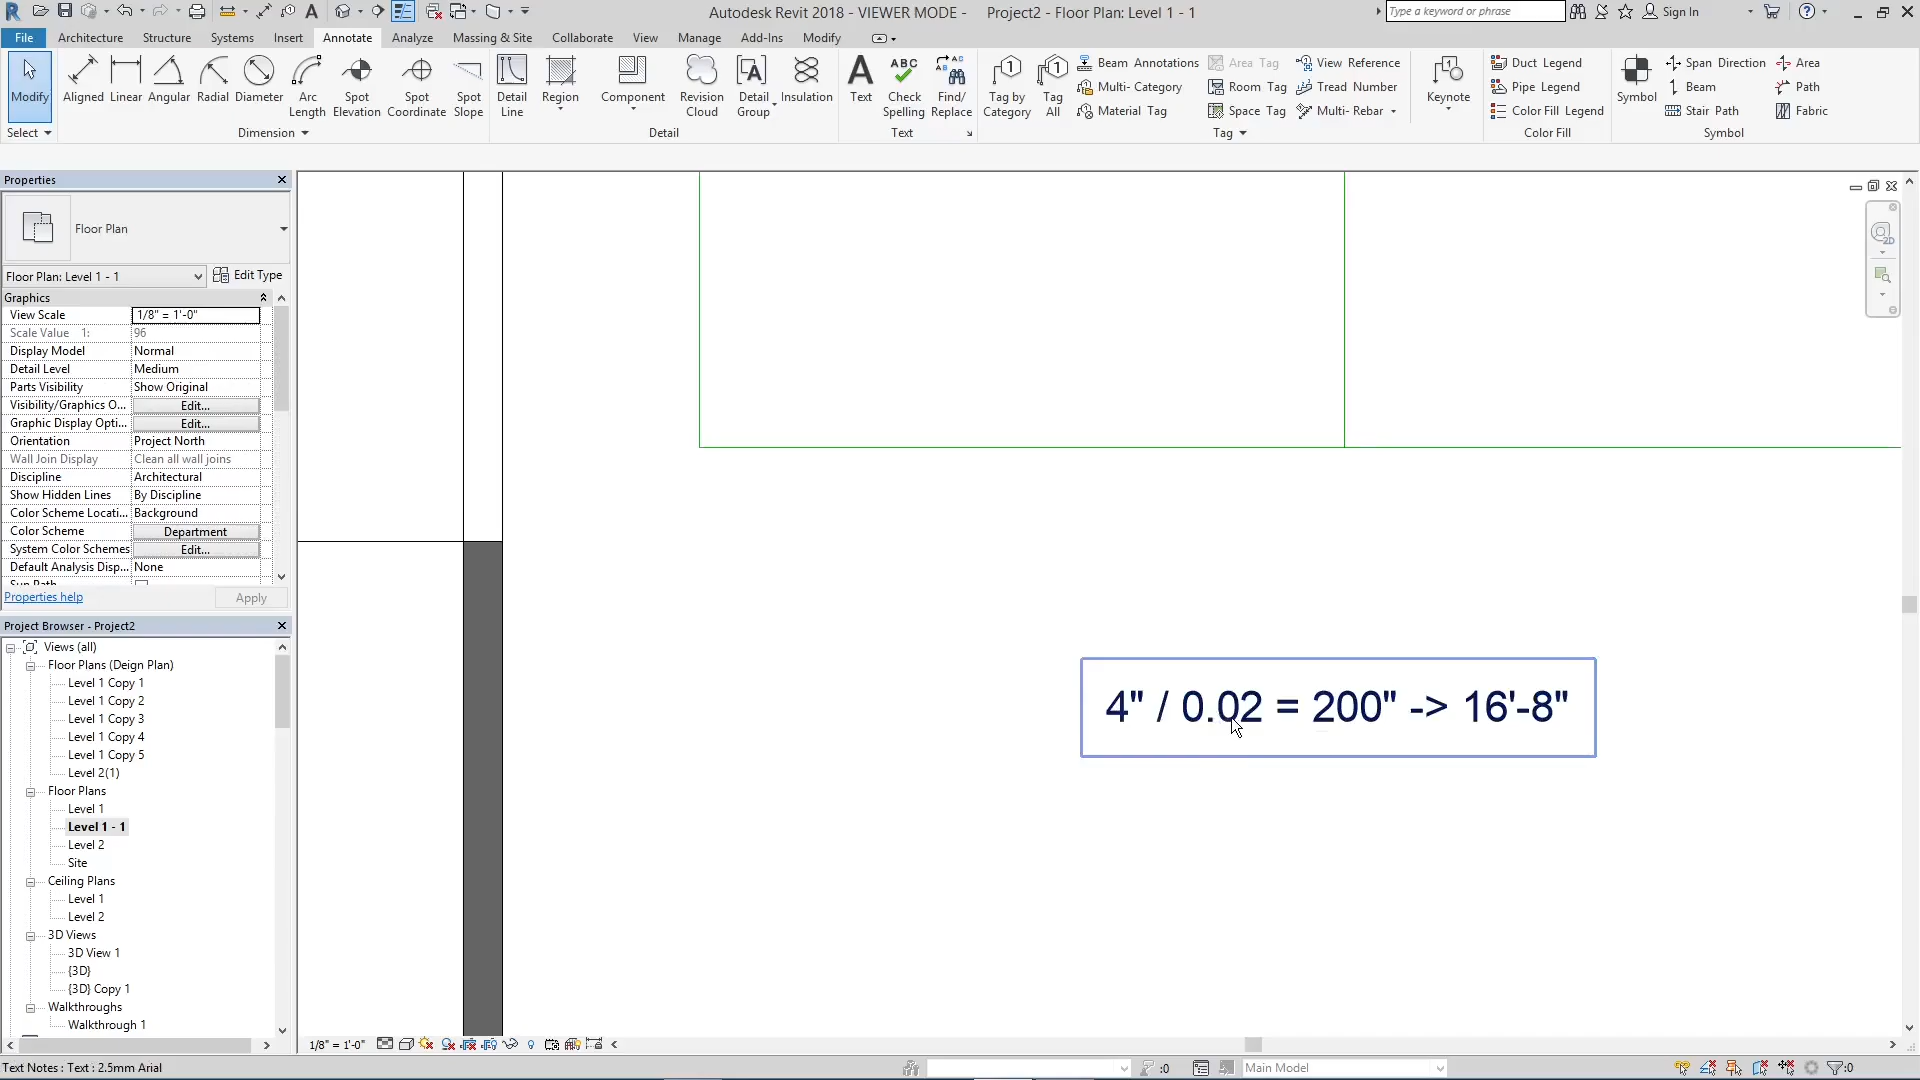 Autodesk Revit 2018 - VIEWER MODE - Project2 - Floor Plan: Level 1 - 1
Type a keyword or phrase
Sign In
File Architecture Structure Systems Insert Annotate Analyze Massing & Site Collaborate View Manage Add-Ins Modify
Modify
Aligned Linear Angular Radial Diameter Arc Length Spot Elevation Spot Coordinate Spot Slope
Detail Line Region Component Revision Cloud Detail Group Insulation
Text Check Spelling Find/ Replace
Tag by Category Tag All
Beam Annotations Area Tag View Reference
Multi- Category Room Tag Tread Number
Material Tag Space Tag Multi- Rebar
Keynote
Duct Legend
Pipe Legend
Color Fill Legend
Symbol
Span Direction Area
Beam Path
Stair Path Fabric
Select Dimension Detail Text Tag Color Fill Symbol
Properties
Floor Plan
Floor Plan: Level 1 - 1 Edit Type
Graphics
View Scale 1/8" = 1'-0"
Scale Value 1: 96
Display Model Normal
Detail Level Medium
Parts Visibility Show Original
Visibility/Graphics O... Edit...
Graphic Display Opti... Edit...
Orientation Project North
Wall Join Display Clean all wall joins
Discipline Architectural
Show Hidden Lines By Discipline
Color Scheme Locati... Background
Color Scheme Department
System Color Schemes Edit...
Default Analysis Disp... None
Sun Path
Properties help Apply
Project Browser - Project2
Views (all)
Floor Plans (Deign Plan)
Level 1 Copy 1
Level 1 Copy 2
Level 1 Copy 3
Level 1 Copy 4
Level 1 Copy 5
Level 2(1)
Floor Plans
Level 1
Level 1 - 1
Level 2
Site
Ceiling Plans
Level 1
Level 2
3D Views
3D View 1
{3D}
{3D} Copy 1
Walkthroughs
Walkthrough 1
4" / 0.02 = 200" -> 16'-8"
1/8" = 1'-0"
Text Notes : Text : 2.5mm Arial
:0
Main Model
:0